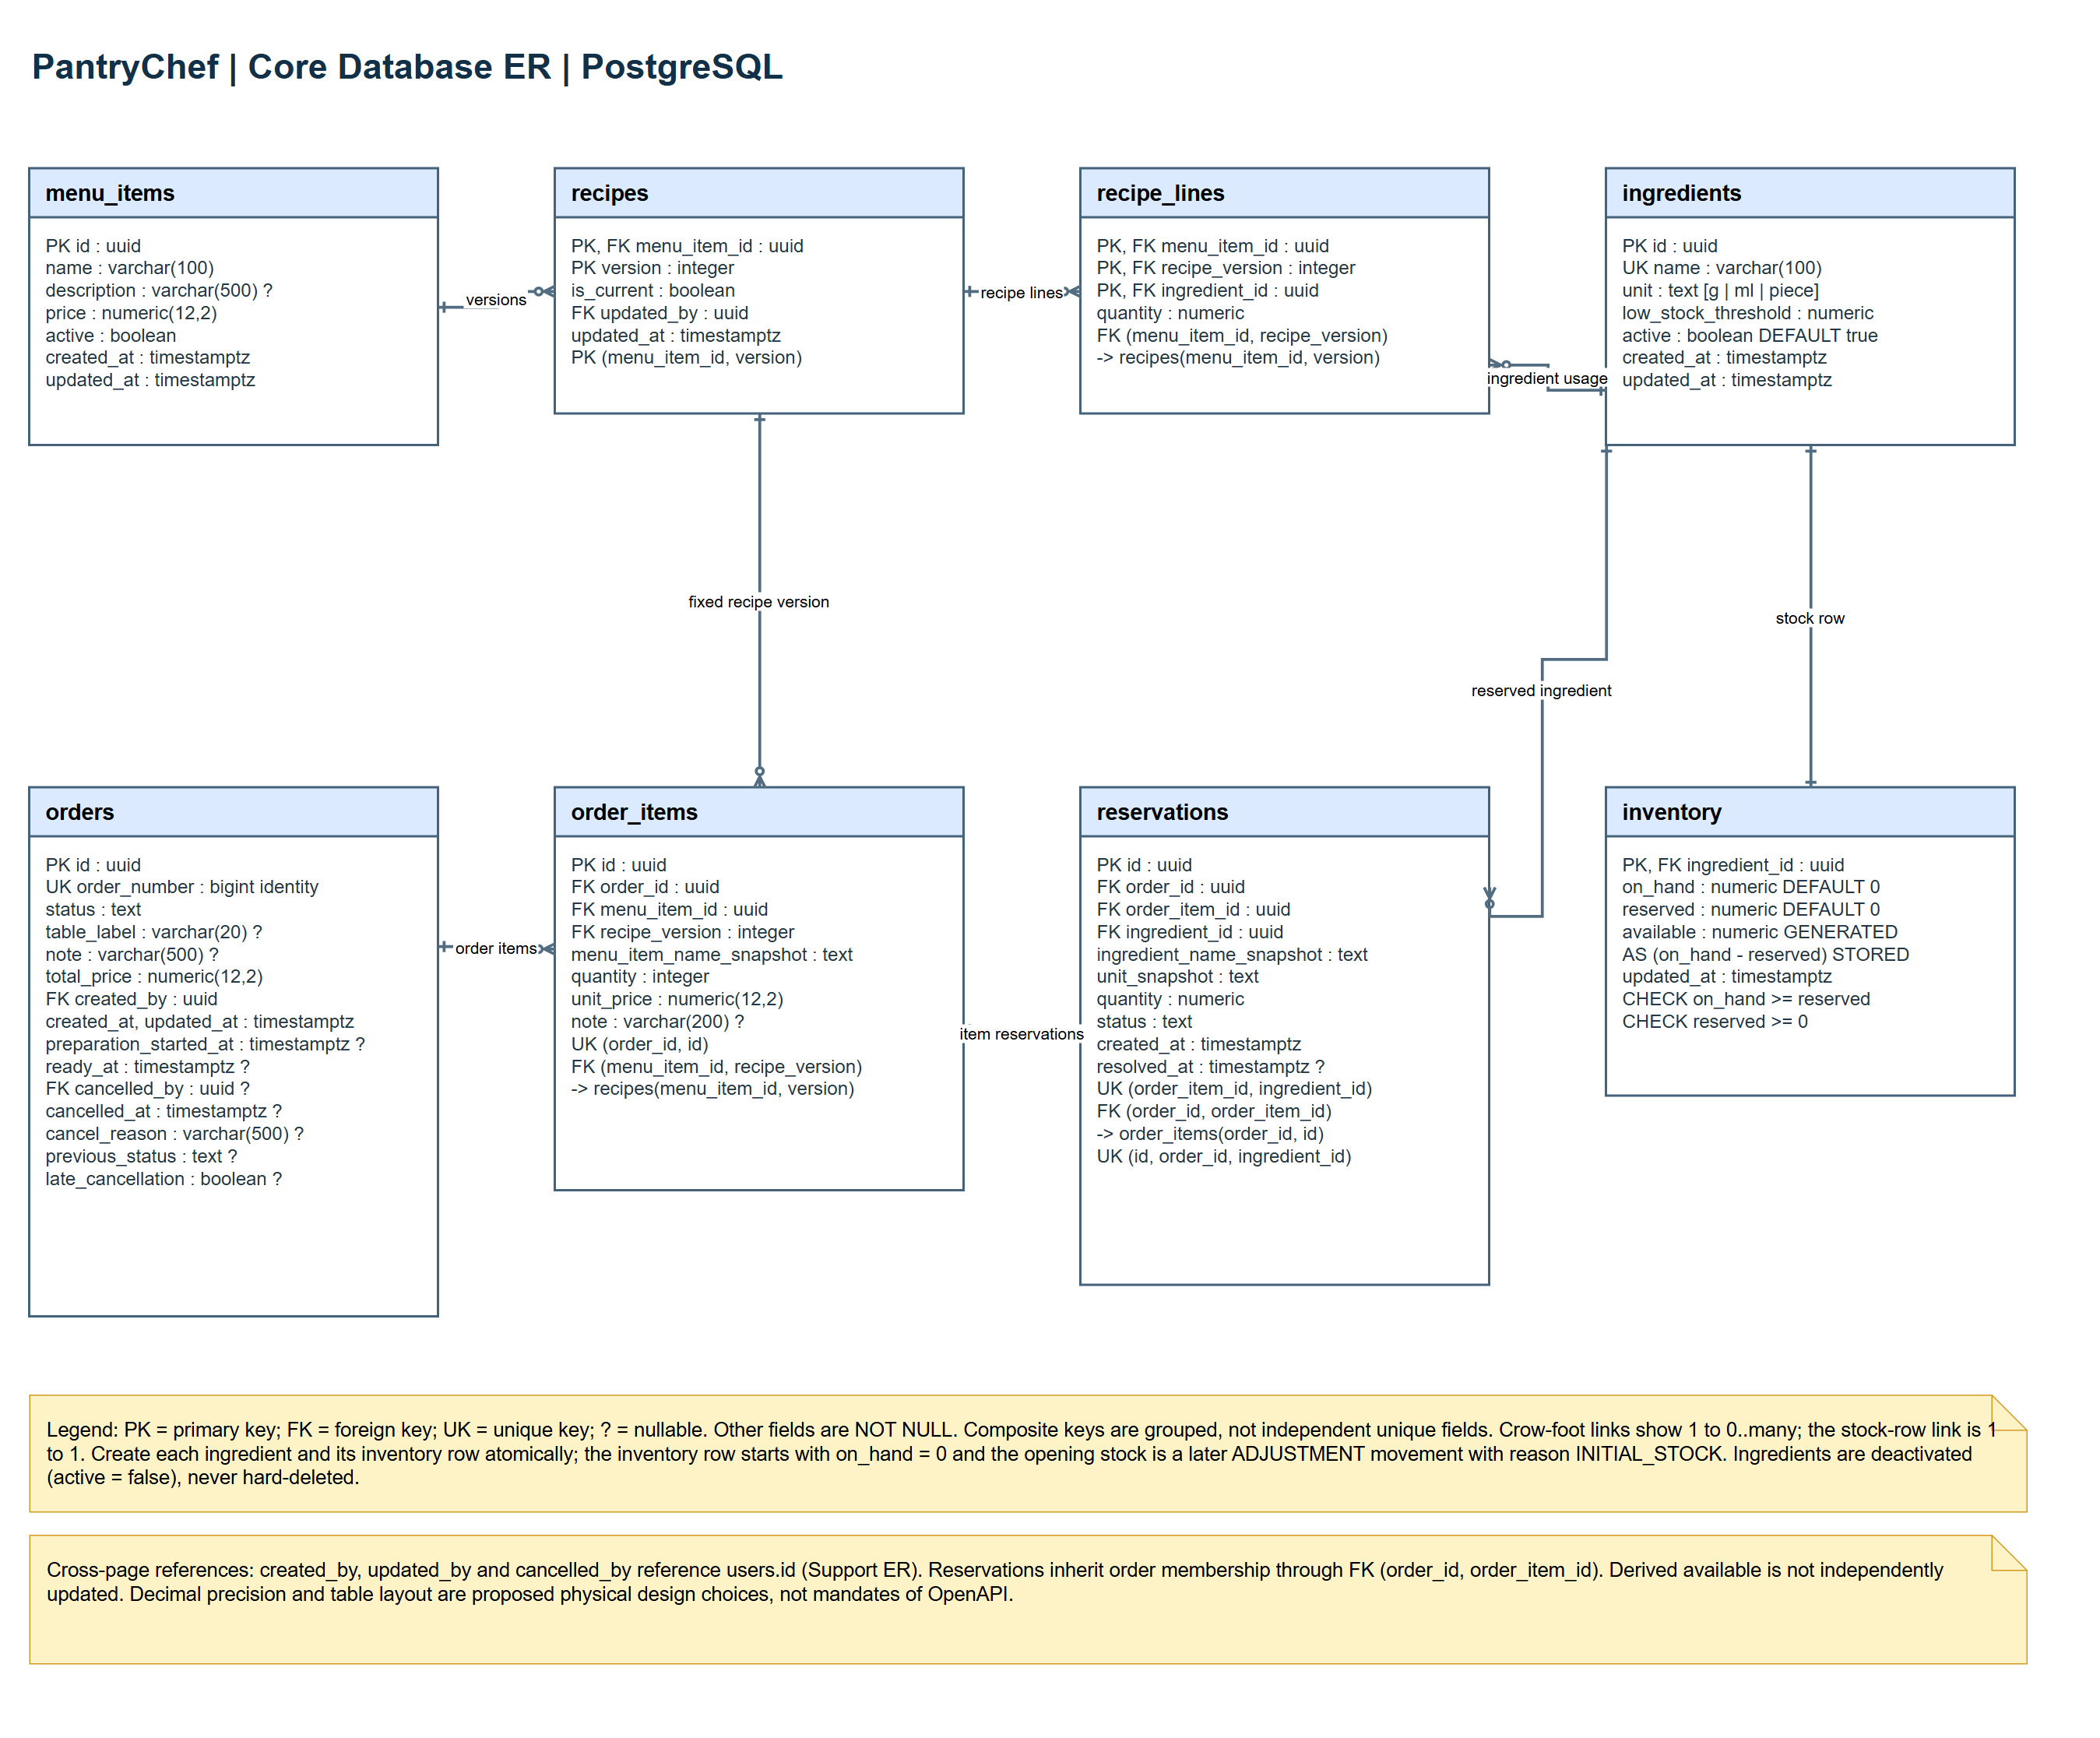 PantryChef | Core Database ER | PostgreSQL
menu_items
PK id : uuid
name : varchar(100)
description : varchar(500) ?
price : numeric(12,2)
active : boolean
created_at : timestamptz
updated_at : timestamptz
versions
recipes
PK, FK menu_item_id : uuid
PK version : integer
is_current : boolean
FK updated_by : uuid
updated_at : timestamptz
PK (menu_item_id, version)
recipe lines
recipe_lines
PK, FK menu_item_id : uuid
PK, FK recipe_version : integer
PK, FK ingredient_id : uuid
quantity : numeric
FK (menu_item_id, recipe_version)
-> recipes(menu_item_id, version)
ingredient usage
ingredients
PK id : uuid
UK name : varchar(100)
unit : text [g | ml | piece]
low_stock_threshold : numeric
active : boolean DEFAULT true
created_at : timestamptz
updated_at : timestamptz
fixed recipe version
stock row
reserved ingredient
orders
PK id : uuid
UK order_number : bigint identity
status : text
table_label : varchar(20) ?
note : varchar(500) ?
total_price : numeric(12,2)
FK created_by : uuid
created_at, updated_at : timestamptz
preparation_started_at : timestamptz ?
ready_at : timestamptz ?
FK cancelled_by : uuid ?
cancelled_at : timestamptz ?
cancel_reason : varchar(500) ?
previous_status : text ?
late_cancellation : boolean ?
order items
order_items
PK id : uuid
FK order_id : uuid
FK menu_item_id : uuid
FK recipe_version : integer
menu_item_name_snapshot : text
quantity : integer
unit_price : numeric(12,2)
note : varchar(200) ?
UK (order_id, id)
FK (menu_item_id, recipe_version)
-> recipes(menu_item_id, version)
item reservations
reservations
PK id : uuid
FK order_id : uuid
FK order_item_id : uuid
FK ingredient_id : uuid
ingredient_name_snapshot : text
unit_snapshot : text
quantity : numeric
status : text
created_at : timestamptz
resolved_at : timestamptz ?
UK (order_item_id, ingredient_id)
FK (order_id, order_item_id)
-> order_items(order_id, id)
UK (id, order_id, ingredient_id)
inventory
PK, FK ingredient_id : uuid
on_hand : numeric DEFAULT 0
reserved : numeric DEFAULT 0
available : numeric GENERATED
AS (on_hand - reserved) STORED
updated_at : timestamptz
CHECK on_hand >= reserved
CHECK reserved >= 0
Legend: PK = primary key; FK = foreign key; UK = unique key; ? = nullable. Other fields are NOT NULL. Composite keys are grouped, not independent unique fields. Crow-foot links show 1 to 0..many; the stock-row link is 1
to 1. Create each ingredient and its inventory row atomically; the inventory row starts with on_hand = 0 and the opening stock is a later ADJUSTMENT movement with reason INITIAL_STOCK. Ingredients are deactivated
(active = false), never hard-deleted.
Cross-page references: created_by, updated_by and cancelled_by reference users.id (Support ER). Reservations inherit order membership through FK (order_id, order_item_id). Derived available is not independently
updated. Decimal precision and table layout are proposed physical design choices, not mandates of OpenAPI.